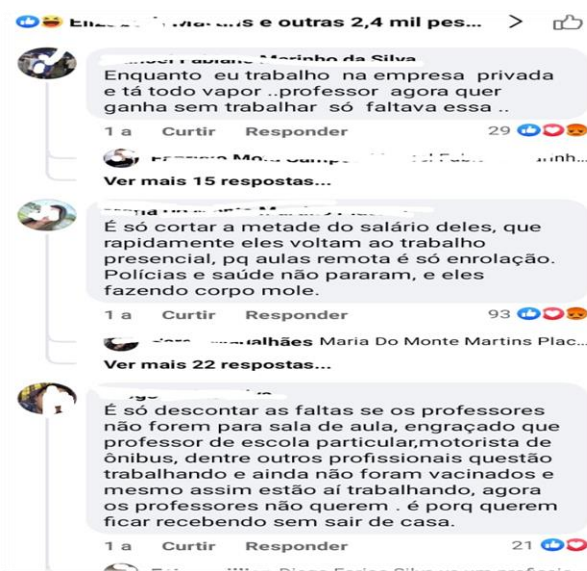 s e outras 2,4 mil pes...
Marinho da Silva
Enquanto eu trabalho na empresa privada
e tá todo vapor ..professor agora quer
ganha sem trabalhar só faltava essa ..
1 a Curtir Responder 29
Ver mais 15 respostas...
É só cortar a metade do salário deles, que
rapidamente eles voltam ao trabalho
presencial, pq aulas remota é só enrolação.
Polícias e saúde não pararam, e eles
fazendo corpo mole.
1 a Curtir Responder 93
alhães Maria Do Monte Martins Plac...
Ver mais 22 respostas...
É só descontar as faltas se os professores
não forem para sala de aula, engraçado que
professor de escola particular,motorista de
ônibus, dentre outros profissionais questão
trabalhando e ainda não foram vacinados e
mesmo assim estão aí trabalhando, agora
os professores não querem . é porq querem
ficar recebendo sem sair de casa.
1 a Curtir Responder 21